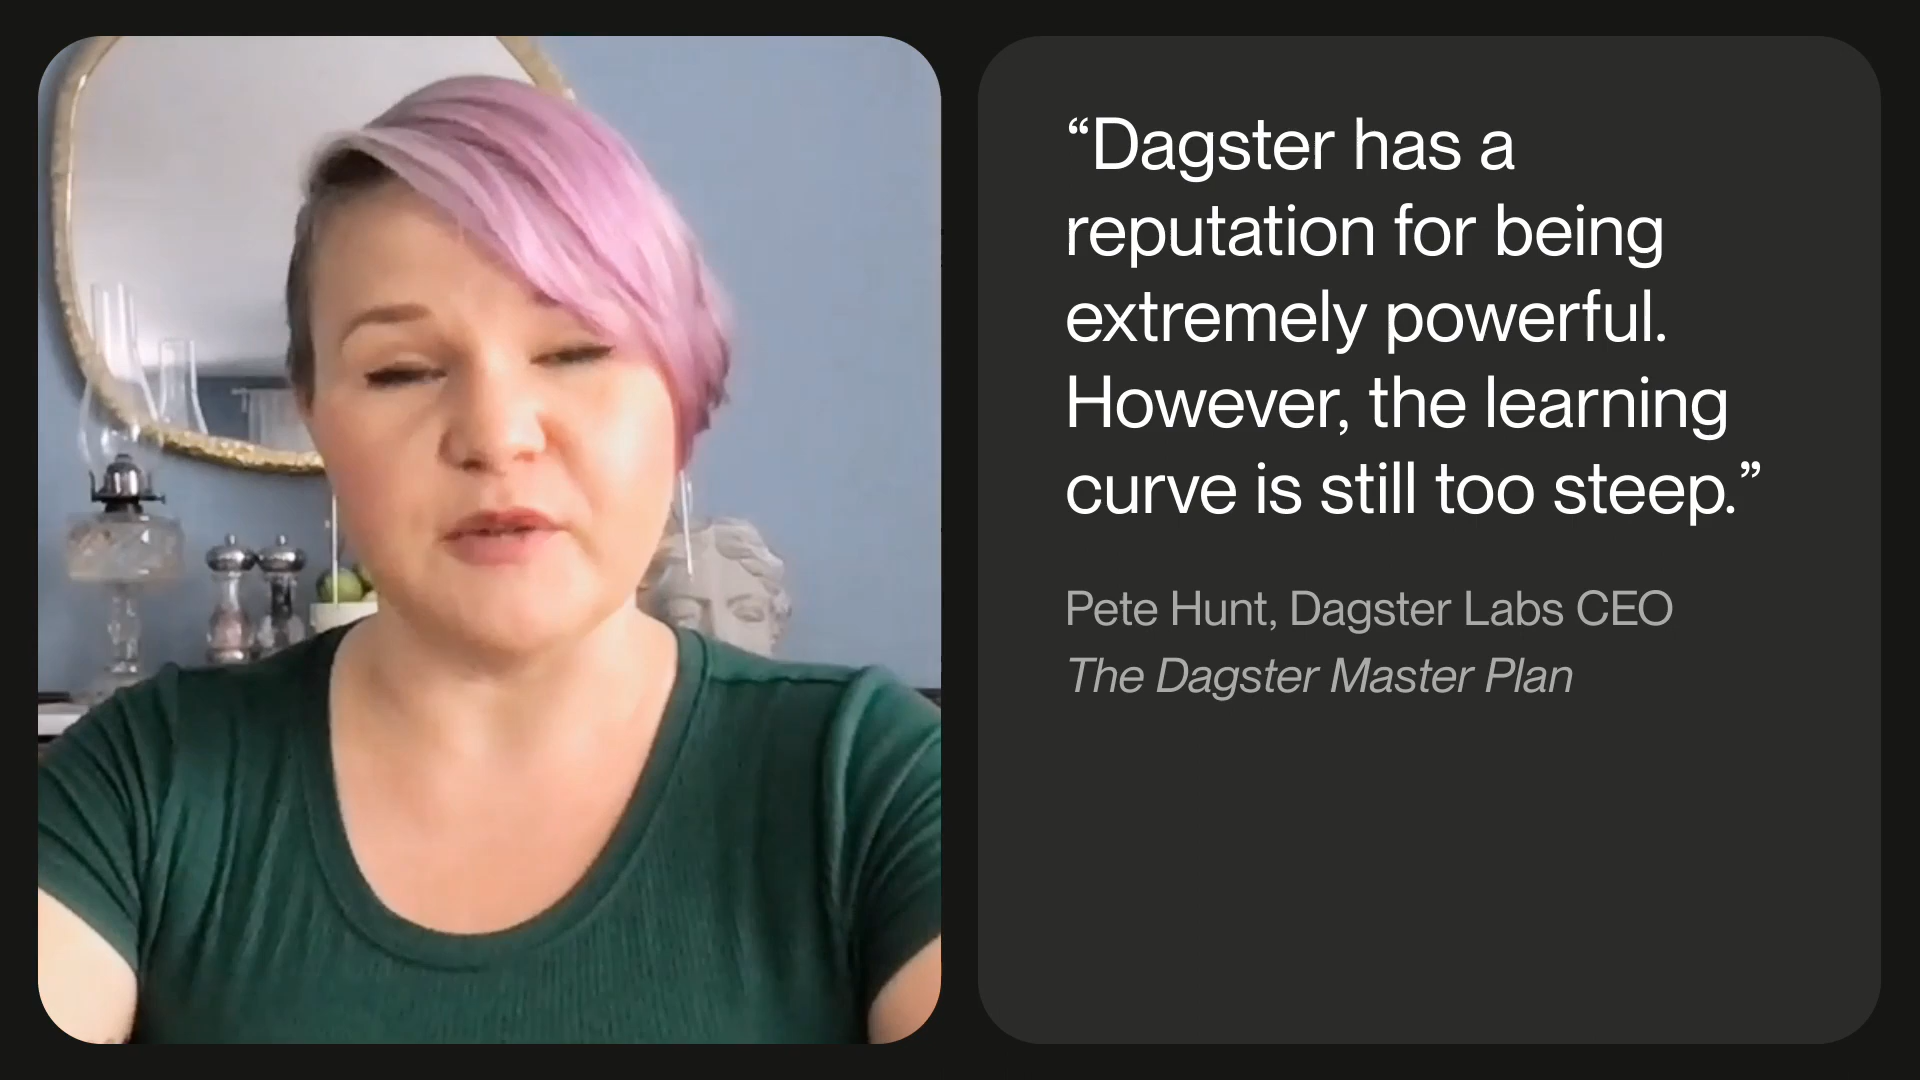 “Dagster has a
reputation for being
extremely powerful.
However, the learning
curve is still too steep.”
Pete Hunt, Dagster Labs CEO
The Dagster Master Plan